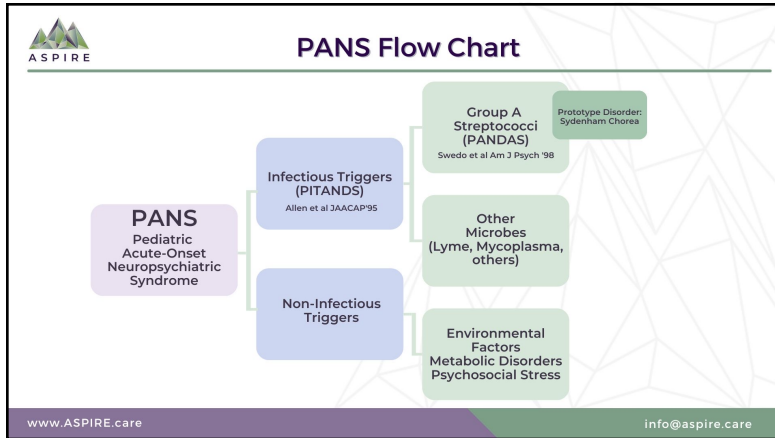 ASPIRE
PANS Flow Chart
PANS
Pediatric
Acute-Onset
Neuropsychiatric
Syndrome
Infectious Triggers
(PITANDS)
Allen et al JAACAP'95
Non-Infectious
Triggers
Group A
Streptococci
(PANDAS)
Swedo et al Am J Psych '98
Prototype Disorder:
Sydenham Chorea
Other
Microbes
(Lyme, Mycoplasma,
others)
Environmental
Factors
Metabolic Disorders
Psychosocial Stress
www.ASPIRE.care
info@aspire.care